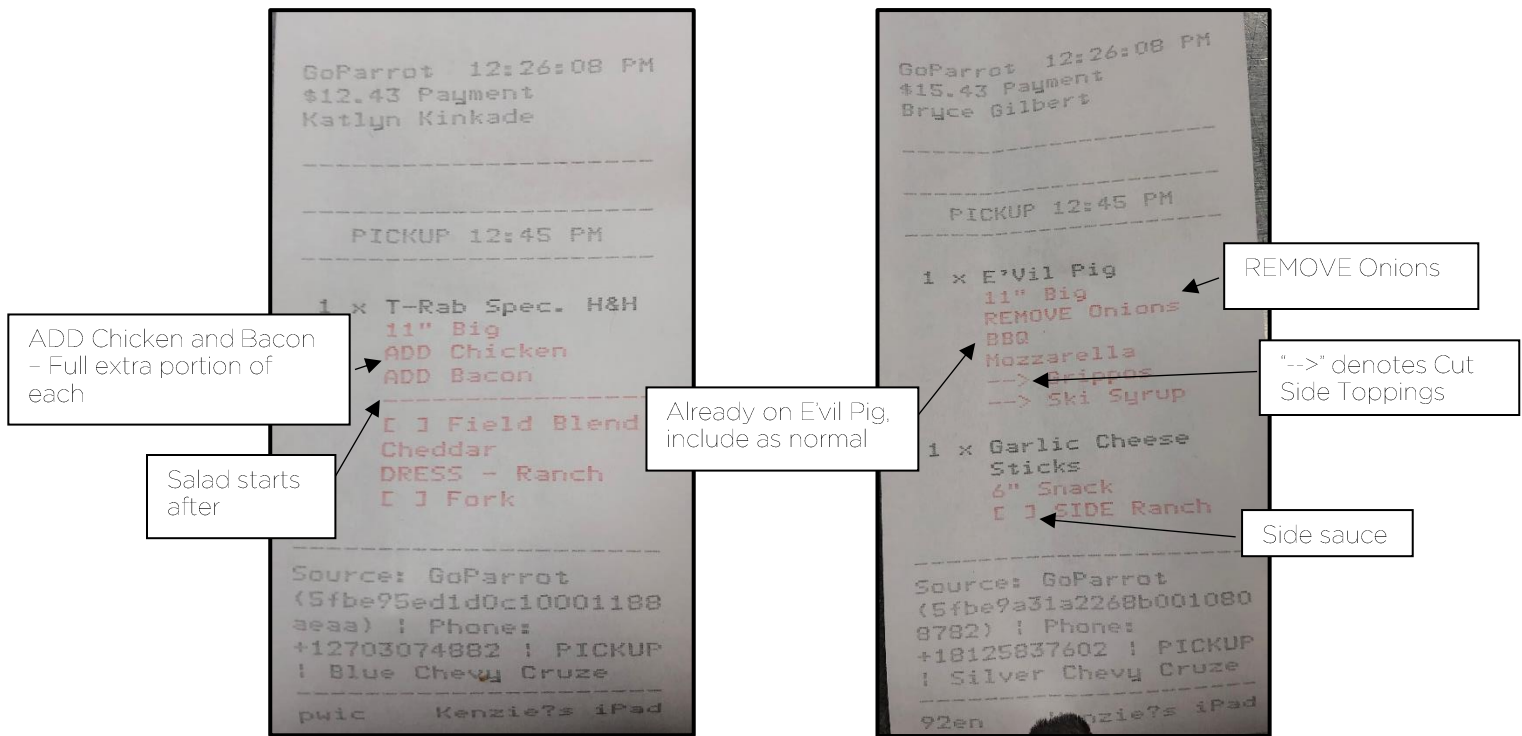 GoParrot 12:26:08 PM
$12.43 Payment
Katlyn Kinkade
PICKUP 12:45 PM
1 x T-Rab Spec. H&H
11" Big
ADD Chicken
ADD Bacon
[ ] Field Blend
Cheddar
DRESS - Ranch
[ ] Fork
Source: GoParrot
(5fbe95ed1d0c10001188
aeaa) | Phone:
+12703074882 | PICKUP
| Blue Chevy Cruze
pwic Kenzie?s iPad
ADD Chicken and Bacon
– Full extra portion of
each
Salad starts
after
GoParrot 12:26:08 PM
$15.43 Payment
Bryce Gilbert
PICKUP 12:45 PM
1 x E'Vil Pig
11" Big
REMOVE Onions
BBQ
Mozzarella
--> Grippos
--> Ski Syrup
1 x Garlic Cheese
Sticks
6" Snack
[ ] SIDE Ranch
Source: GoParrot
(5fbe9a31a2268b001080
8782) | Phone:
+18125837602 | PICKUP
| Silver Chevy Cruze
92en nzie?s iPad
Already on E'vil Pig,
include as normal
REMOVE Onions
"-->" denotes Cut
Side Toppings
Side sauce